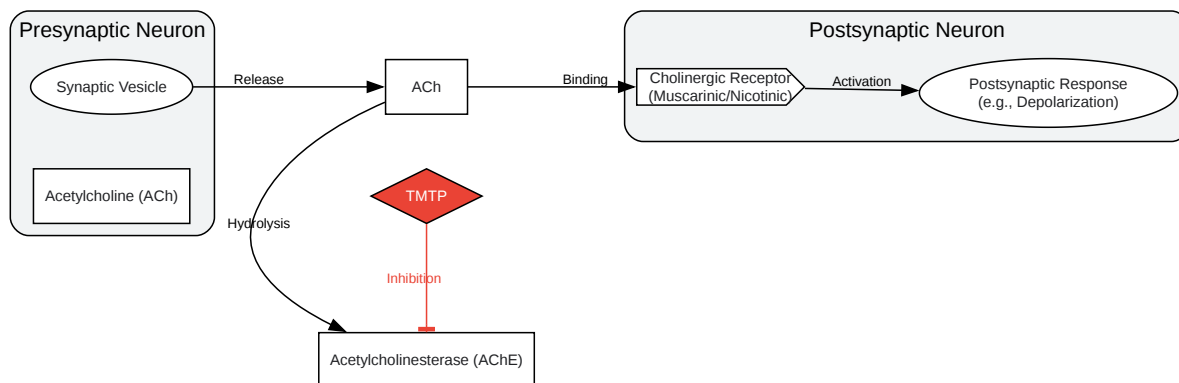 Presynaptic Neuron
Postsynaptic Neuron
Synaptic Vesicle
Release
ACh
Binding
Cholinergic Receptor
(Muscarinic/Nicotinic)
Activation
Postsynaptic Response
(e.g., Depolarization)
Acetylcholine (ACh)
TMTP
Hydrolysis
Inhibition
Acetylcholinesterase (AChE)